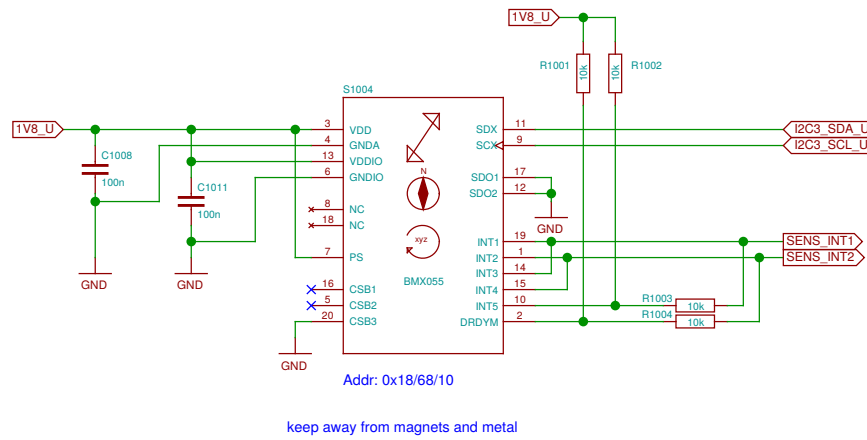 1V8_U
R1001
10k
10k
R1002
S1004
1V8_U
3
VDD
SDX
11
I2C3_SDA_U
4
GNDA
SCX
9
I2C3_SCL_U
C1008
100n
13
VDDIO
6
GNDIO
SDO1
17
C1011
100n
N
SDO2
12
8
NC
GND
18
NC
xyz
INT1
19
SENS_INT1
7
PS
INT2
1
SENS_INT2
INT3
14
GND
GND
BMX055
16
CSB1
INT4
15
5
CSB2
INT5
10
R1003
10k
20
CSB3
DRDYM
2
R1004
10k
GND
Addr: 0x18/68/10
keep away from magnets and metal